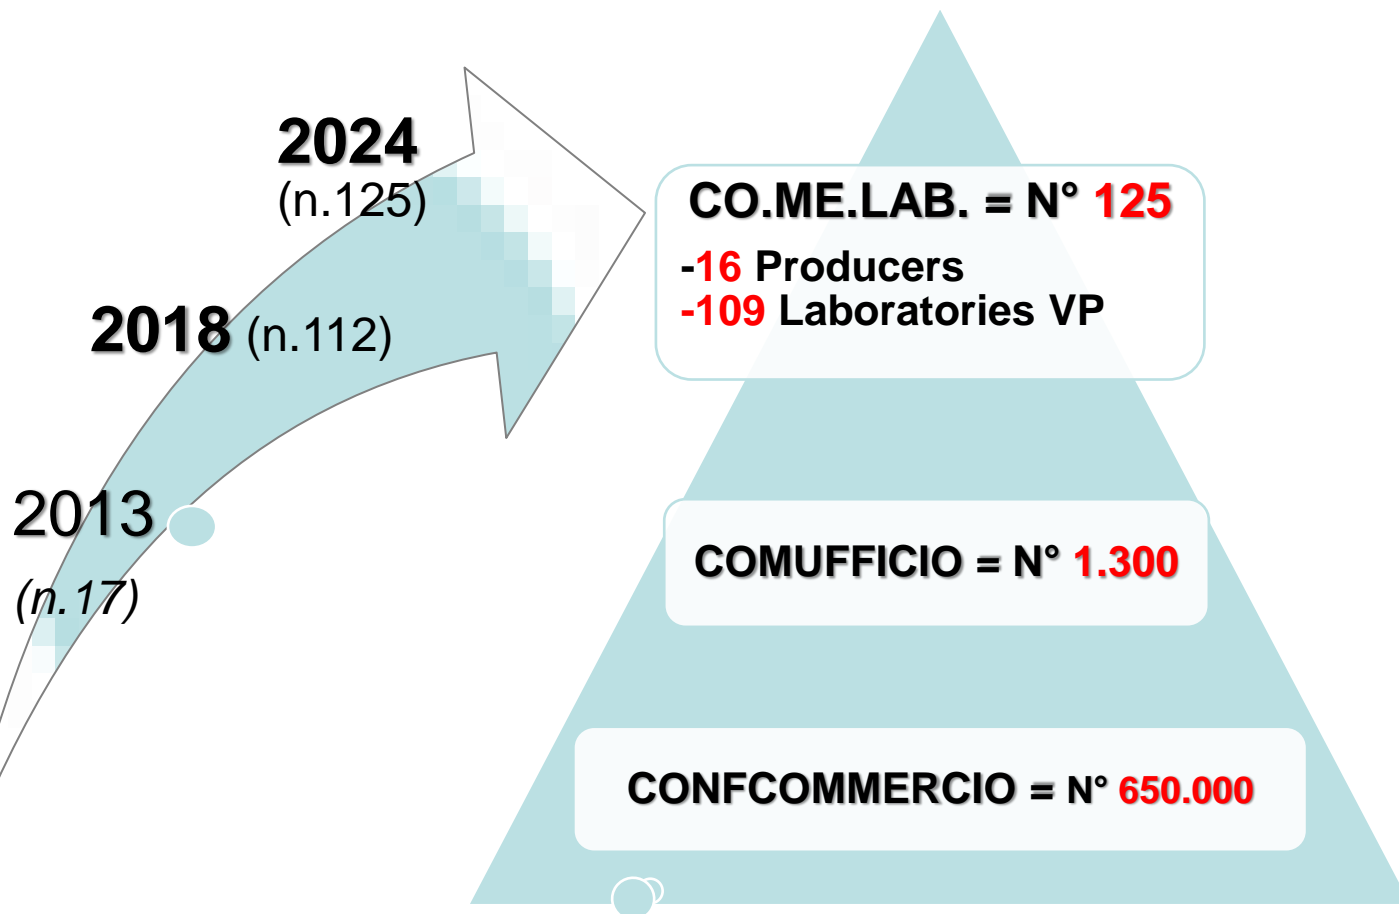 2024
(n.125)
2018 (n.112)
2013
(n.17)
CO.ME.LAB. = N° 125
-16 Producers
-109 Laboratories VP
COMUFFICIO = N° 1.300
CONFCOMMERCIO = N° 650.000